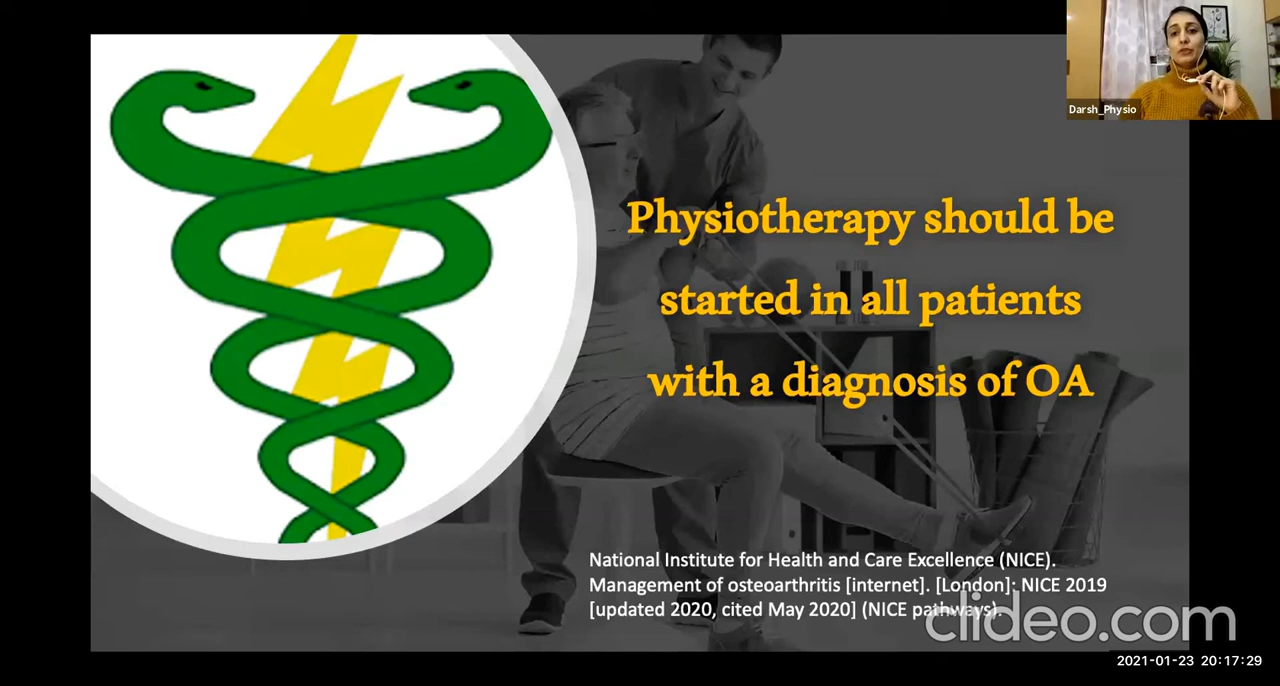 Darsh_Physio
Physiotherapy should be
started in all patients
with a diagnosis of OA
National Institute for Health and Care Excellence (NICE).
Management of osteoarthritis [internet]. [London]: NICE 2019
[updated 2020, cited May 2020] (NICE pathways).
clideo.com
2021-01-23 20:17:29